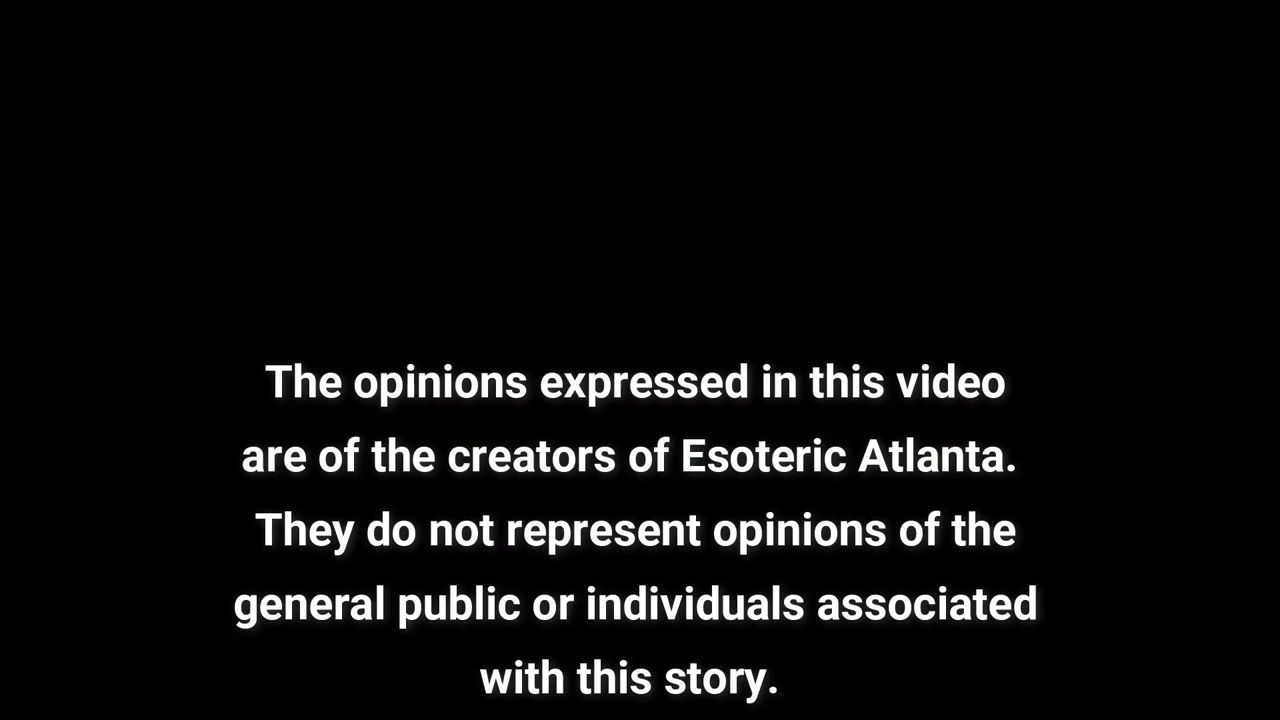 The opinions expressed in this video
are of the creators of Esoteric Atlanta.
They do not represent opinions of the
general public or individuals associated
with this story.